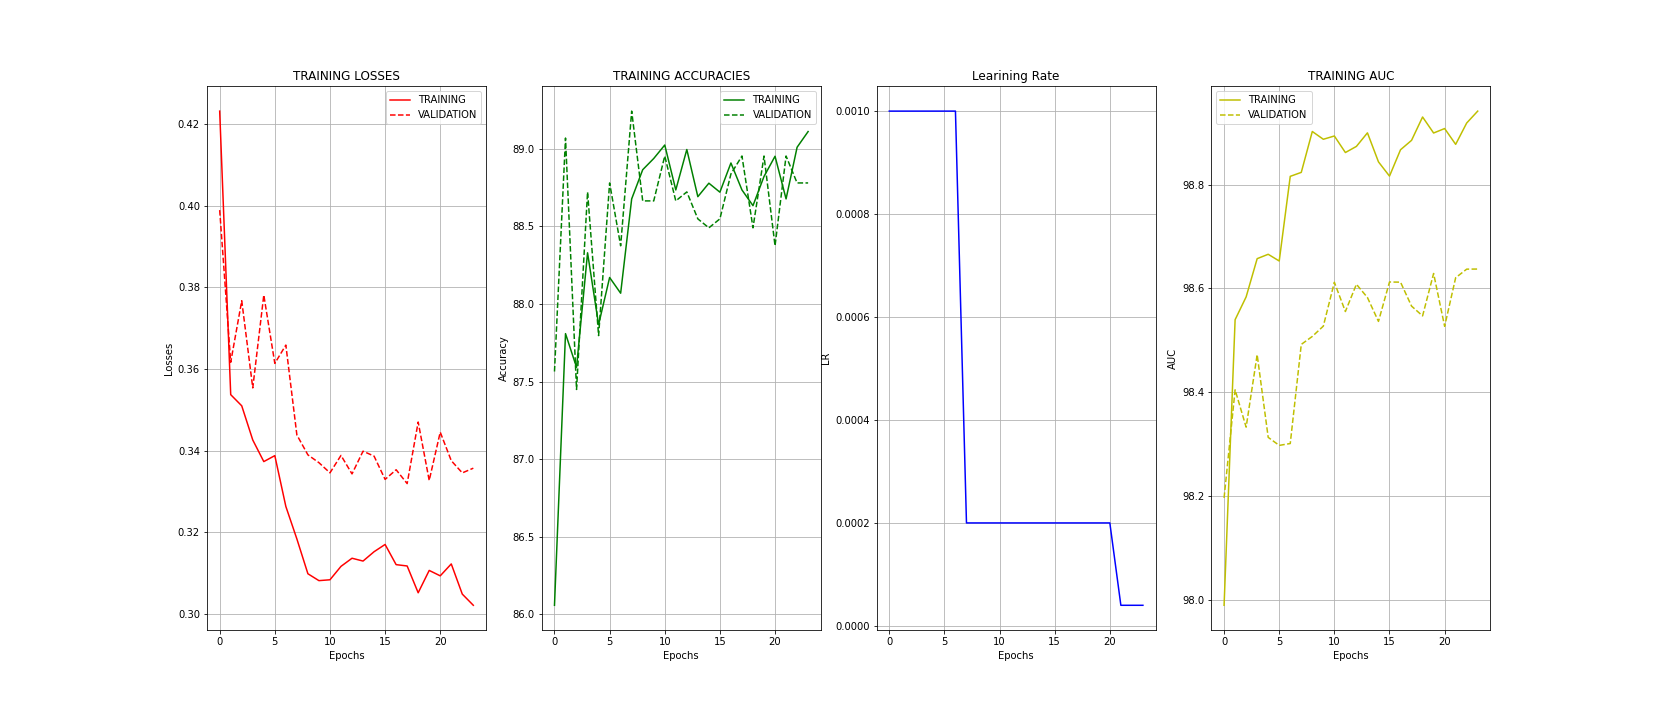 TRAINING LOSSES
TRAINING
VALIDATION
0.42
0.40
0.38
0.36
0.34
0.32
0.30
Losses
0 5 10 15 20
Epochs
TRAINING ACCURACIES
TRAINING
VALIDATION
89.0
88.5
88.0
87.5
87.0
86.5
86.0
Accuracy
0 5 10 15 20
Epochs
Learining Rate
0.0010
0.0008
0.0006
0.0004
0.0002
0.0000
LR
0 5 10 15 20
Epochs
TRAINING AUC
TRAINING
VALIDATION
98.8
98.6
98.4
98.2
98.0
AUC
0 5 10 15 20
Epochs